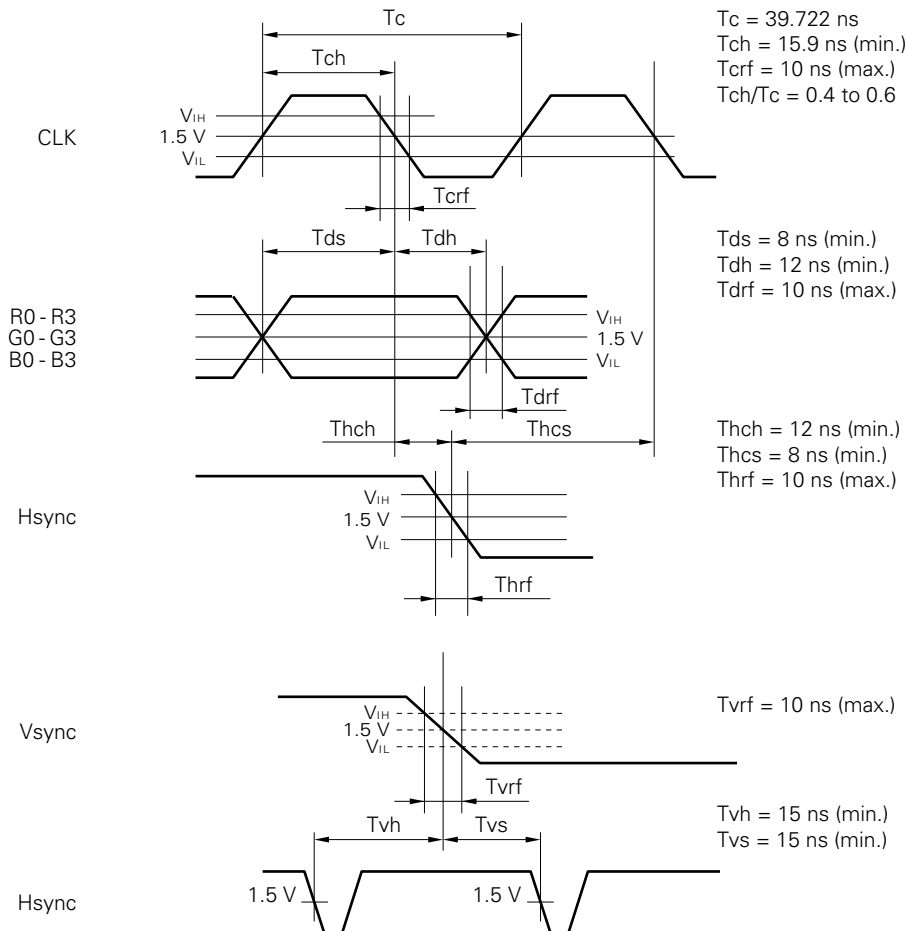 Tc
Tc = 39.722 ns
Tch = 15.9 ns (min.)
Tcrf = 10 ns (max.)
Tch/Tc = 0.4 to 0.6
Tch
CLK
VIH
1.5 V
VIL
Tcrf
Tds
Tdh
Tds = 8 ns (min.)
Tdh = 12 ns (min.)
Tdrf = 10 ns (max.)
R0 - R3
G0 - G3
B0 - B3
VIH
1.5 V
VIL
Tdrf
Thch
Thcs
Thch = 12 ns (min.)
Thcs = 8 ns (min.)
Thrf = 10 ns (max.)
Hsync
VIH
1.5 V
VIL
Thrf
Vsync
VIH
1.5 V
VIL
Tvrf = 10 ns (max.)
Tvrf
Tvh
Tvs
Tvh = 15 ns (min.)
Tvs = 15 ns (min.)
Hsync
1.5 V
1.5 V